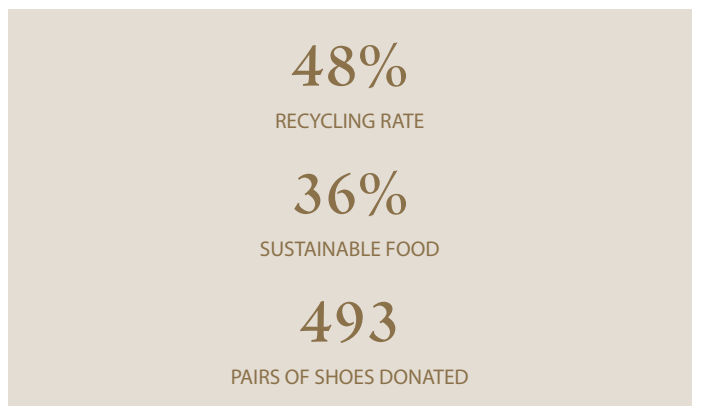 48%
RECYCLING RATE
36%
SUSTAINABLE FOOD
493
PAIRS OF SHOES DONATED